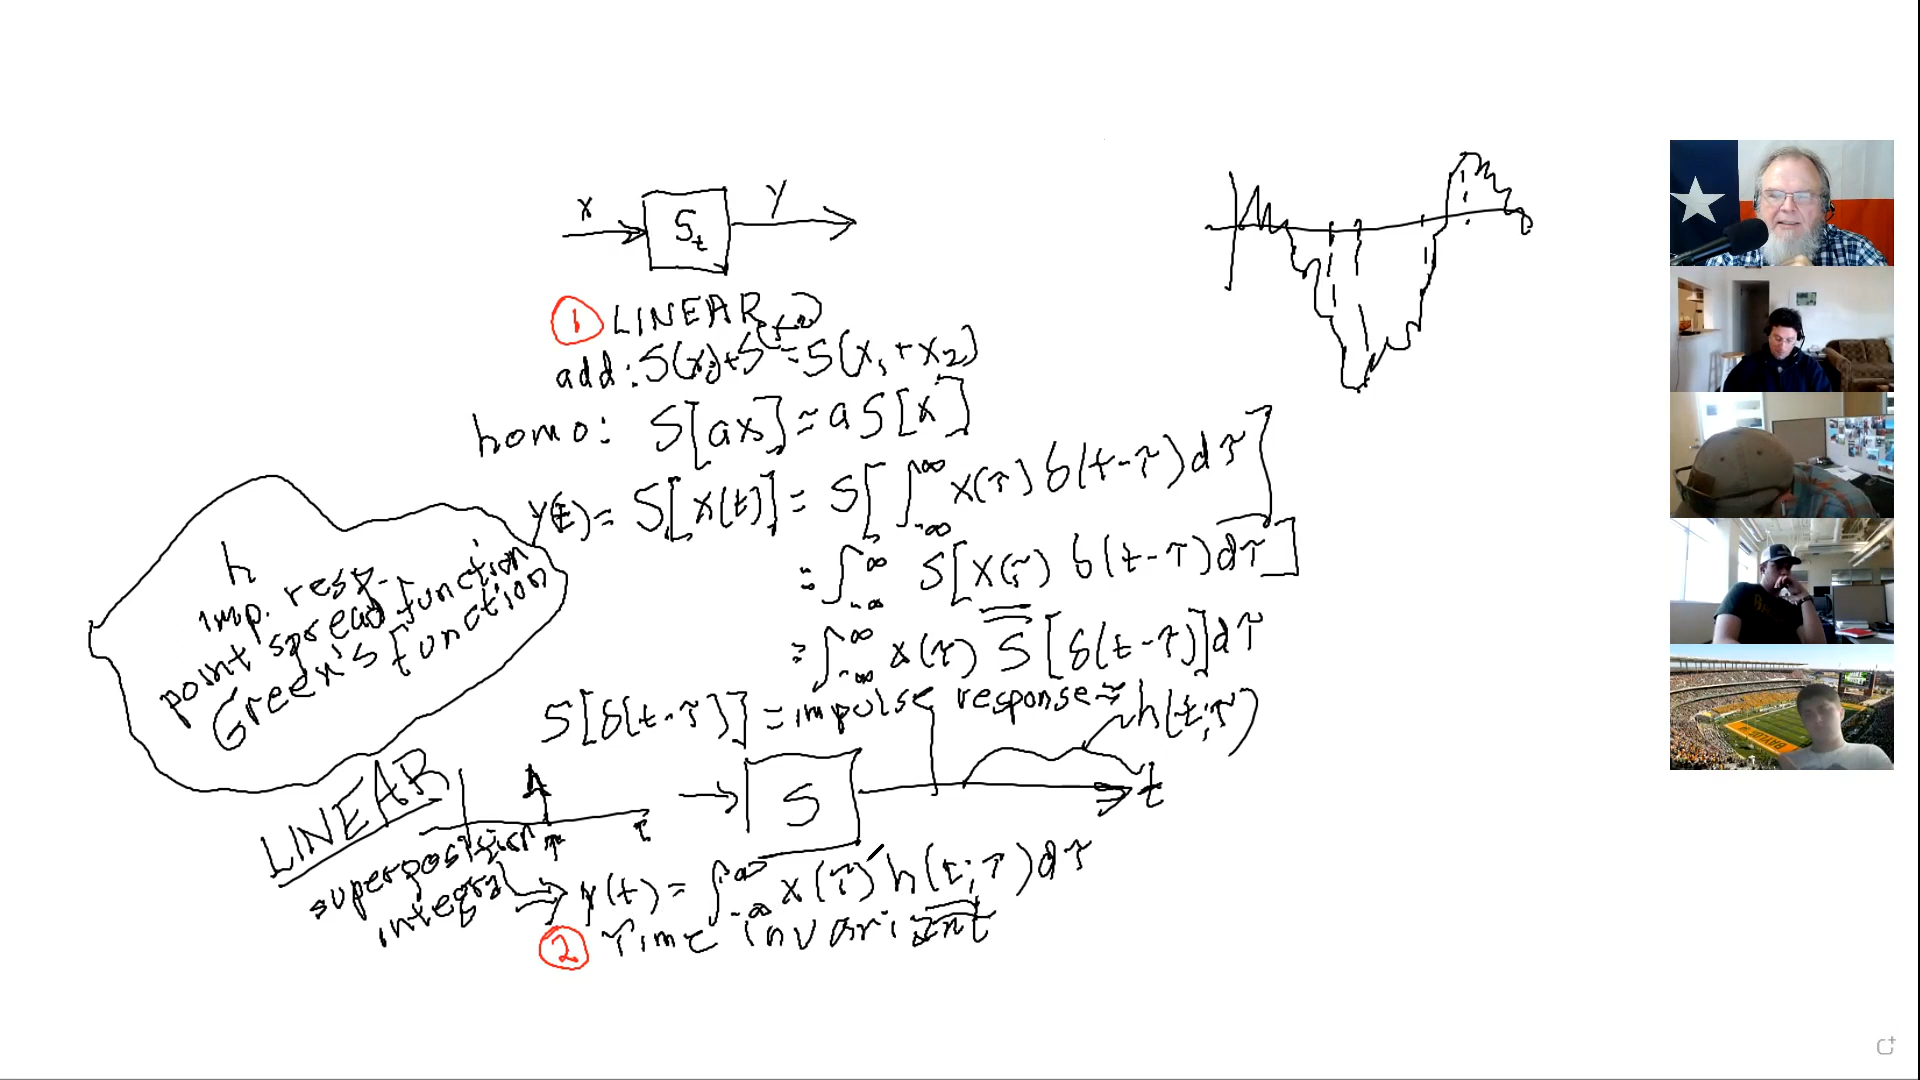 x
S_t
y
① LINEAR
add: S(x₁)+S(x₂)=S(x₁+x₂)
homo: S[ax]=aS[x]
y(t)=S[x(t)]=S[∫_{-∞}^{∞} x(τ) δ(t-τ)dτ]
=∫_{-∞}^{∞} S[x(τ) δ(t-τ)dτ]
=∫_{-∞}^{∞} x(τ) S[δ(t-τ)]dτ
h
imp. resp.
point spread function
Green's function
S[δ(t-τ)]=impulse response=h(t;τ)
LINEAR
τ
t
S
t
superposition
integral
y(t)=∫_{-∞}^{∞} x(τ) h(t;τ)dτ
② Time invariant